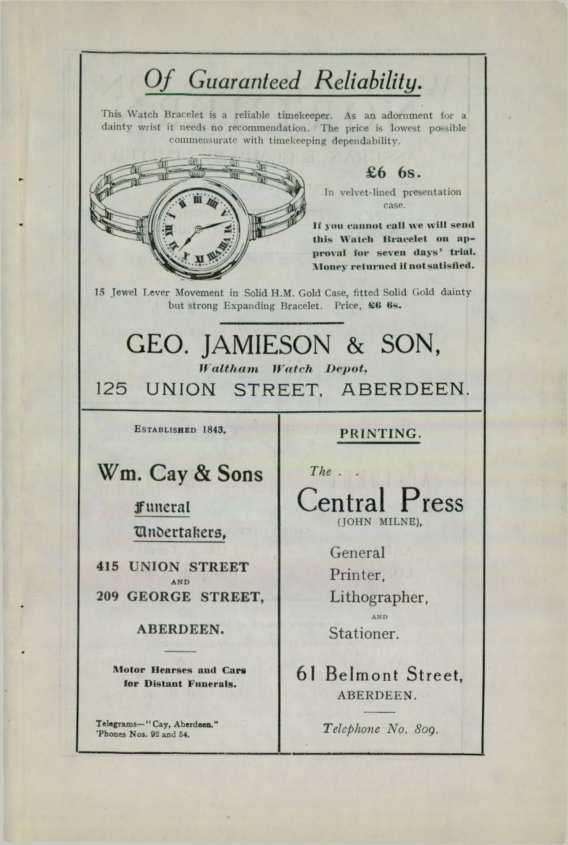 Of Guaranteed Reliability.
This Watch Bracelet is a reliable timekeeper. As an adornment for a
dainty wrist it needs no recommendation. The price is lowest possible
commensurate with timekeeping dependability.
£6 6s.
In velvet-lined presentation
case.
If you cannot call we will send
this Watch Bracelet on ap-
proval for seven days' trial.
Money returned if not satisfied.
15 Jewel Lever Movement in Solid H.M. Gold Case, fitted Solid Gold dainty
but strong Expanding Bracelet. Price, £6 6s.
GEO. JAMIESON & SON,
Waltham Watch Depot,
125 UNION STREET, ABERDEEN.
ESTABLISHED 1843.
Wm. Cay & Sons
Funeral
Undertakers,
415 UNION STREET
AND
209 GEORGE STREET,
ABERDEEN.
Motor Hearses and Cars
for Distant Funerals.
Telegrams—"Cay, Aberdeen."
'Phones Nos. 92 and 54.
PRINTING.
The . .
Central Press
(JOHN MILNE),
General
Printer,
Lithographer,
AND
Stationer.
61 Belmont Street,
ABERDEEN.
Telephone No. 809.